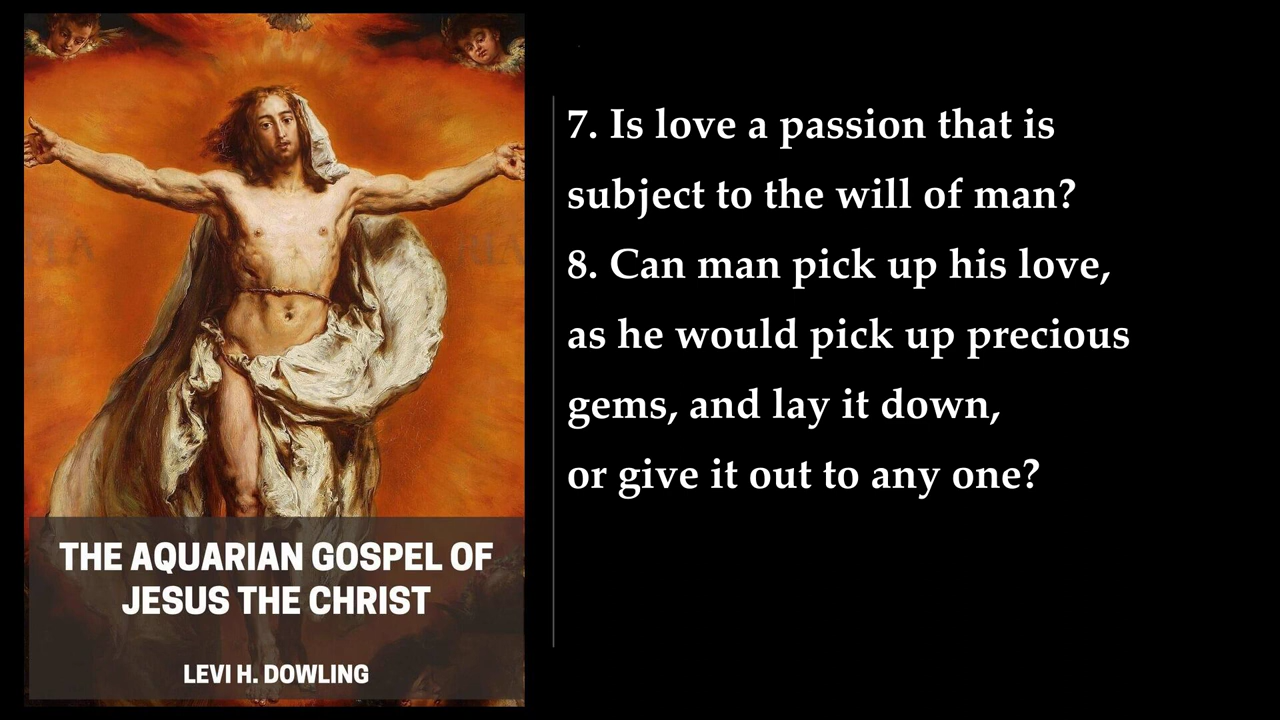 THE AQUARIAN GOSPEL OF
JESUS THE CHRIST
LEVI H. DOWLING
7. Is love a passion that is
subject to the will of man?
8. Can man pick up his love,
as he would pick up precious
gems, and lay it down,
or give it out to any one?